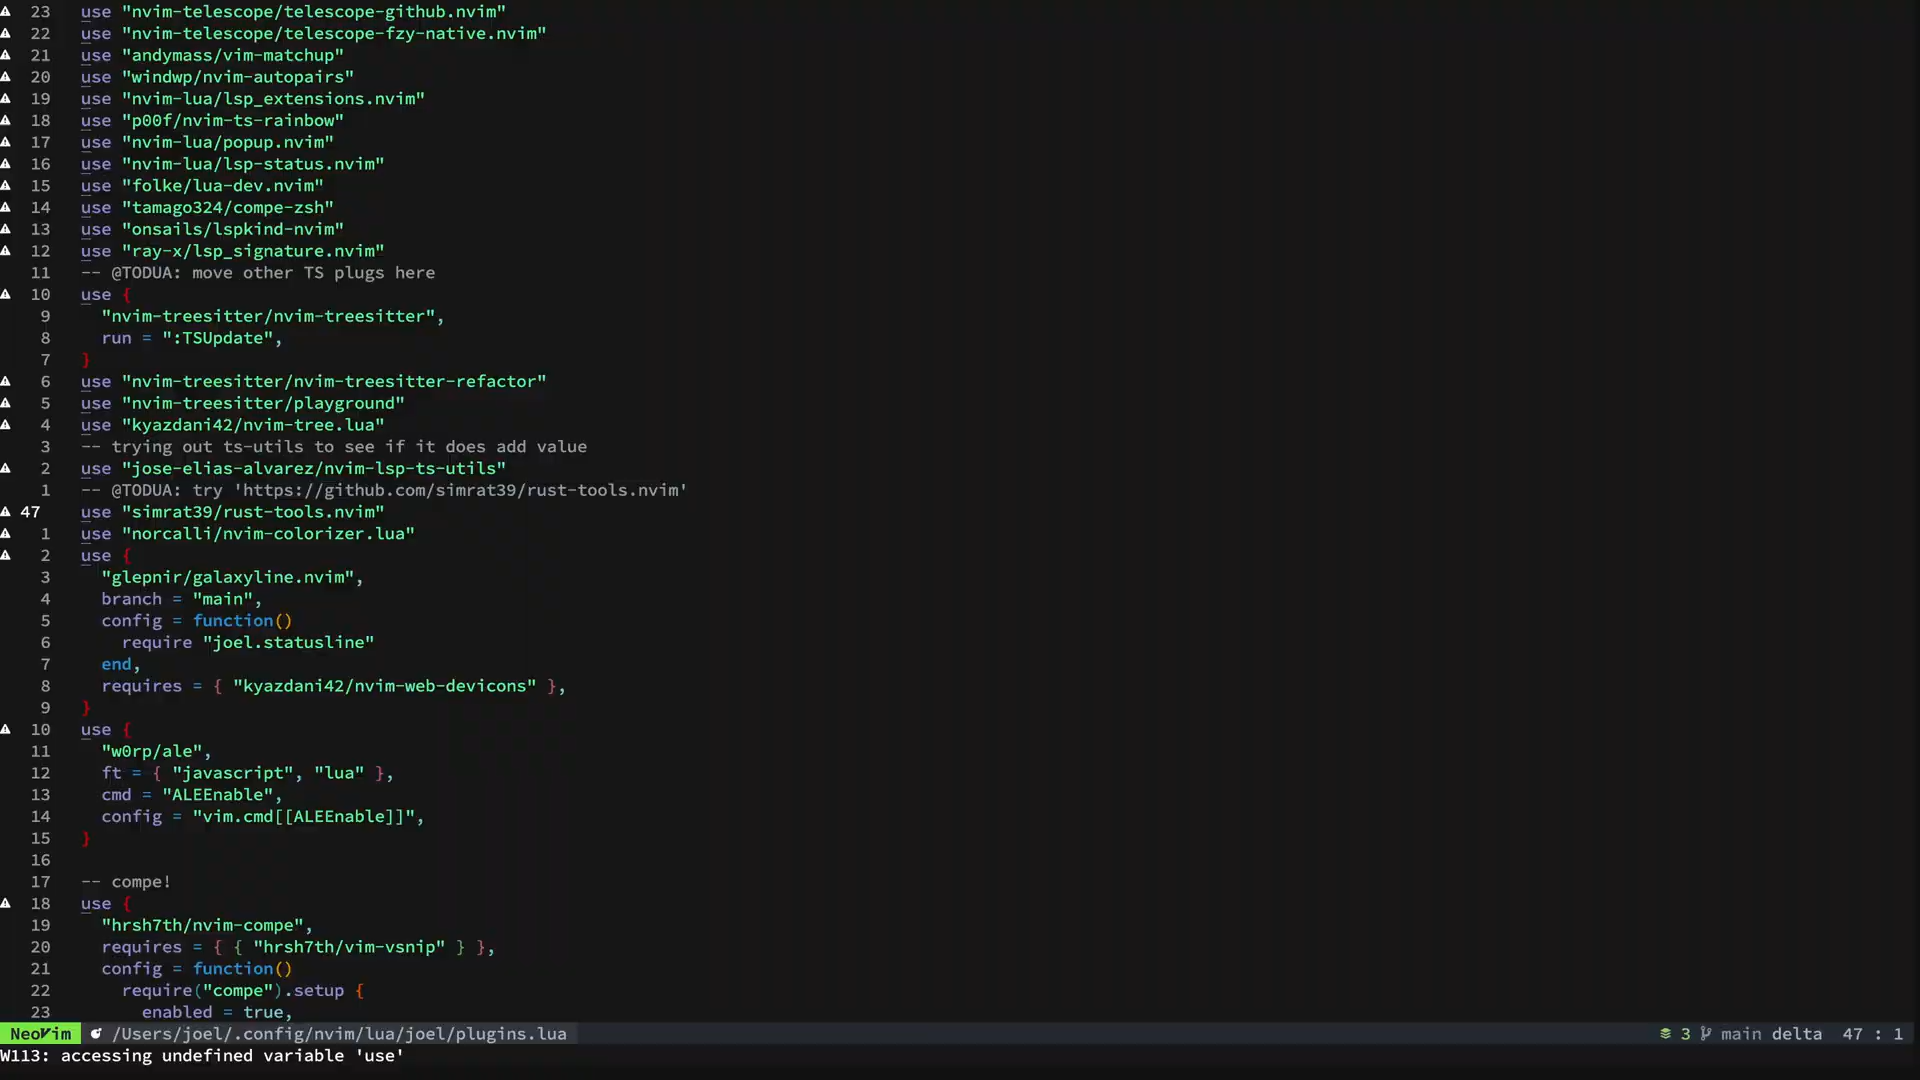 23 use "nvim-telescope/telescope-github.nvim"
22 use "nvim-telescope/telescope-fzy-native.nvim"
21 use "andymass/vim-matchup"
20 use "windwp/nvim-autopairs"
19 use "nvim-lua/lsp_extensions.nvim"
18 use "p00f/nvim-ts-rainbow"
17 use "nvim-lua/popup.nvim"
16 use "nvim-lua/lsp-status.nvim"
15 use "folke/lua-dev.nvim"
14 use "tamago324/compe-zsh"
13 use "onsails/lspkind-nvim"
12 use "ray-x/lsp_signature.nvim"
11 -- @TODUA: move other TS plugs here
10 use {
9 "nvim-treesitter/nvim-treesitter",
8 run = ":TSUpdate",
7 }
6 use "nvim-treesitter/nvim-treesitter-refactor"
5 use "nvim-treesitter/playground"
4 use "kyazdani42/nvim-tree.lua"
3 -- trying out ts-utils to see if it does add value
2 use "jose-elias-alvarez/nvim-lsp-ts-utils"
1 -- @TODUA: try 'https://github.com/simrat39/rust-tools.nvim'
47 use "simrat39/rust-tools.nvim"
1 use "norcalli/nvim-colorizer.lua"
2 use {
3 "glepnir/galaxyline.nvim",
4 branch = "main",
5 config = function()
6 require "joel.statusline"
7 end,
8 requires = { "kyazdani42/nvim-web-devicons" },
9 }
10 use {
11 "w0rp/ale",
12 ft = { "javascript", "lua" },
13 cmd = "ALEEnable",
14 config = "vim.cmd[[ALEEnable]]",
15 }
16
17 -- compe!
18 use {
19 "hrsh7th/nvim-compe",
20 requires = { { "hrsh7th/vim-vsnip" } },
21 config = function()
22 require("compe").setup {
23 enabled = true,
NeoVim /Users/joel/.config/nvim/lua/joel/plugins.lua 3 main delta 47 : 1
W113: accessing undefined variable 'use'